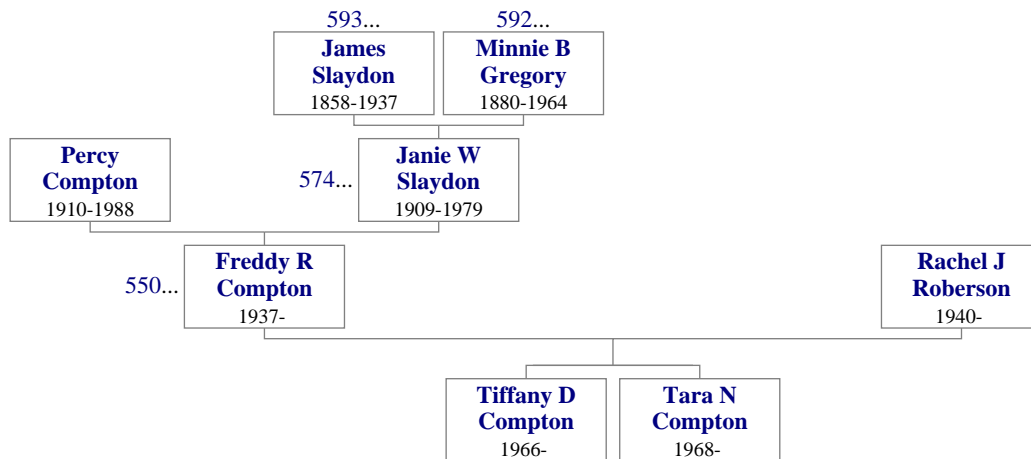 593...
592...
James
Slaydon
1858-1937
Minnie B
Gregory
1880-1964
Percy
Compton
1910-1988
574...
Janie W
Slaydon
1909-1979
550...
Freddy R
Compton
1937-
Rachel J
Roberson
1940-
Tiffany D
Compton
1966-
Tara N
Compton
1968-